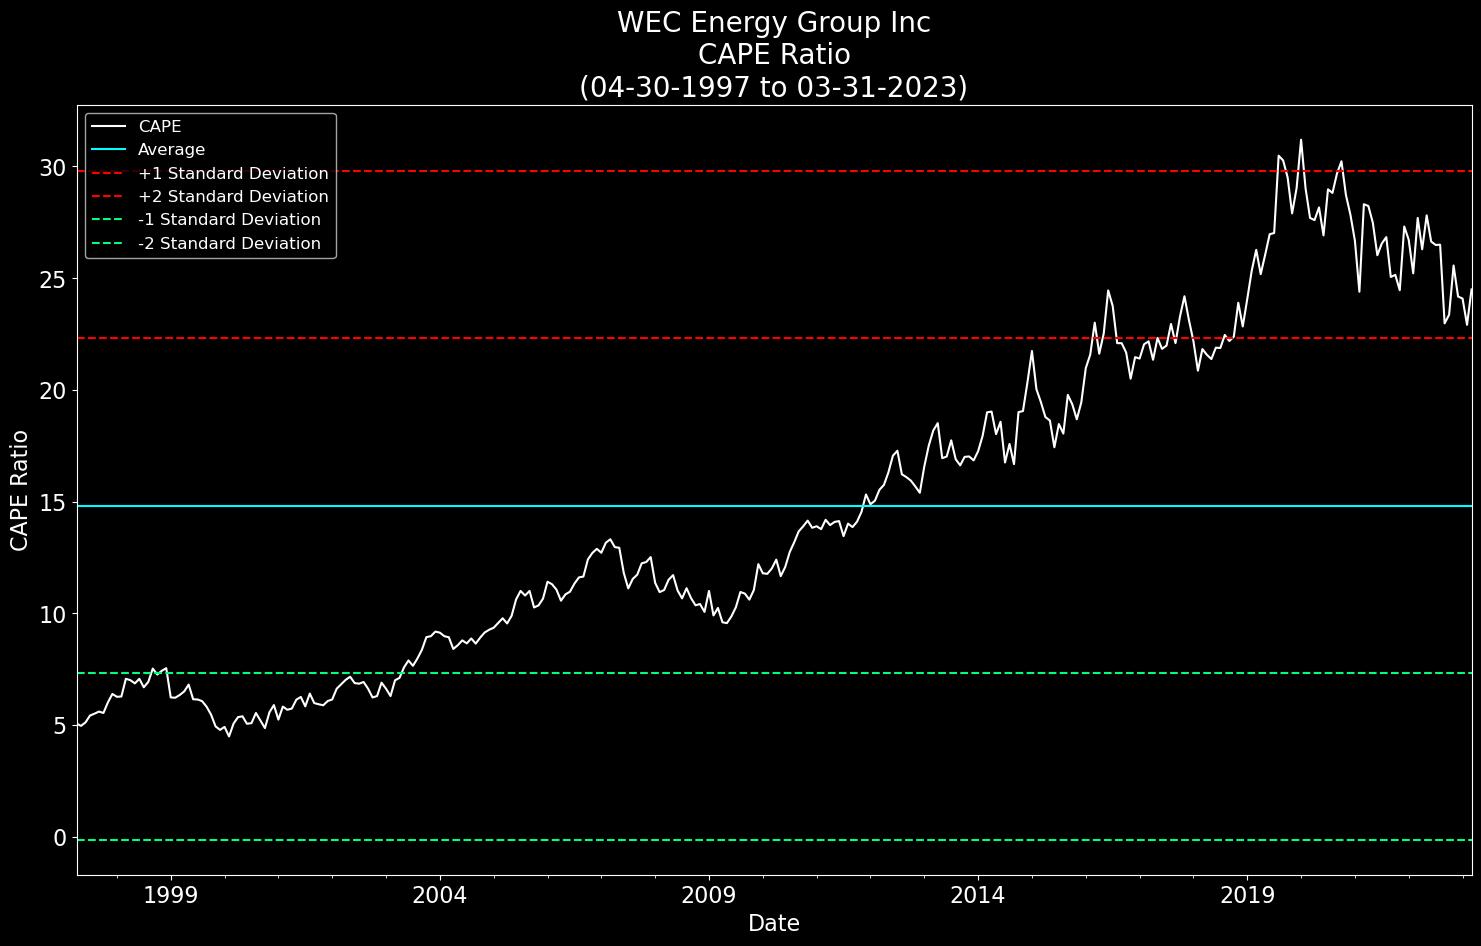 WEC Energy Group Inc
CAPE Ratio
(04-30-1997 to 03-31-2023)
CAPE
Average
+1 Standard Deviation
+2 Standard Deviation
-1 Standard Deviation
-2 Standard Deviation
30
25
20
15
10
5
0
CAPE Ratio
1999 2004 2009 2014 2019
Date